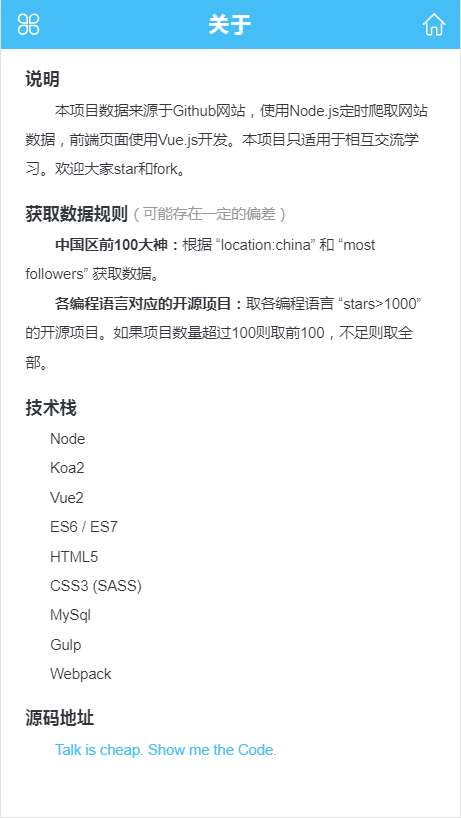 关于
说明
本项目数据来源于Github网站，使用Node.js定时爬取网站
数据，前端页面使用Vue.js开发。本项目只适用于相互交流学
习。欢迎大家star和fork。
获取数据规则（可能存在一定的偏差）
中国区前100大神：根据 “location:china” 和 “most
followers” 获取数据。
各编程语言对应的开源项目：取各编程语言 “stars>1000”
的开源项目。如果项目数量超过100则取前100，不足则取全
部。
技术栈
Node
Koa2
Vue2
ES6 / ES7
HTML5
CSS3 (SASS)
MySql
Gulp
Webpack
源码地址
Talk is cheap. Show me the Code.